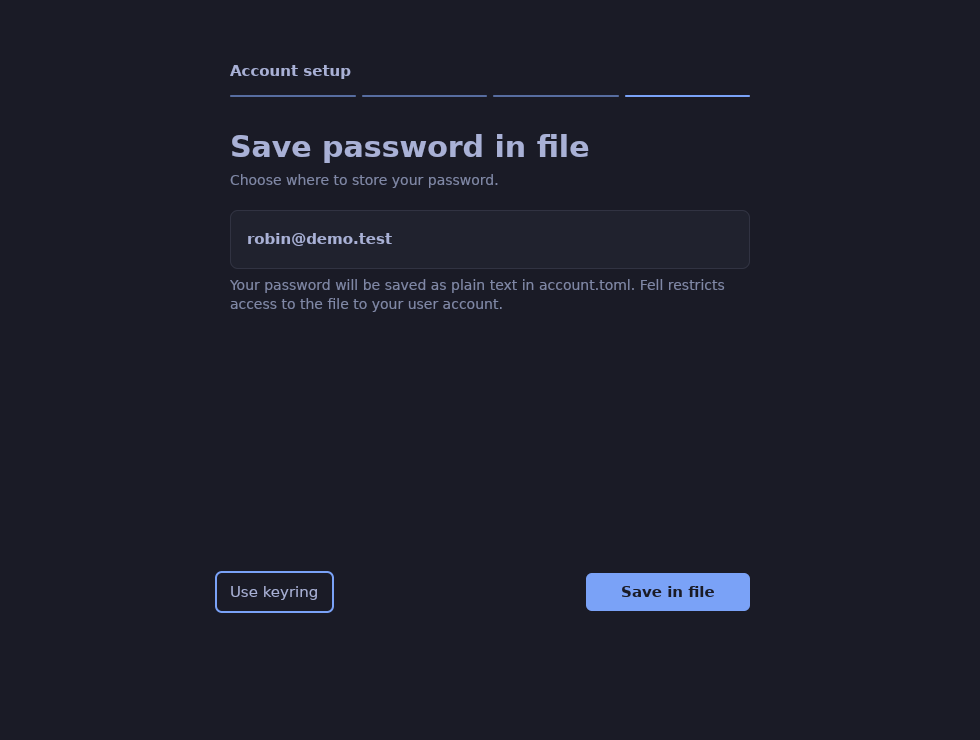 Account setup
Save password in file
Choose where to store your password.
robin@demo.test
Your password will be saved as plain text in account.toml. Fell restricts
access to the file to your user account.
Use keyring
Save in file